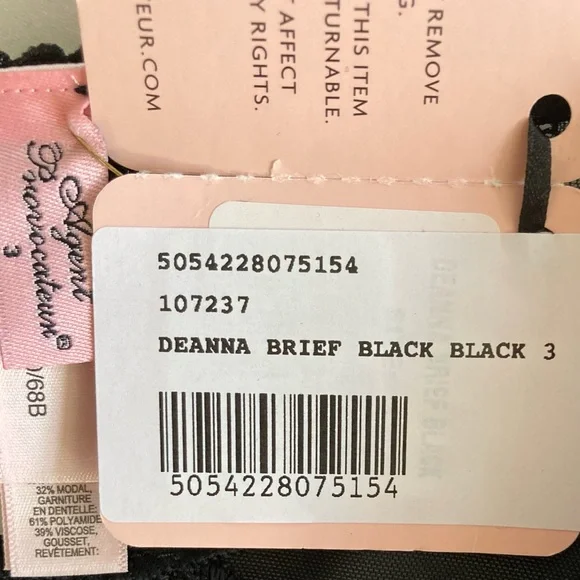 T REMOVE
G.
THIS ITEM
TURNABLE.
T AFFECT
Y RIGHTS.
TEUR.COM
Agent
Provocateur®
3
5054228075154
107237
DEANNA BRIEF BLACK BLACK 3
5054228075154
/68B
32% MODAL,
GARNITURE
EN DENTELLE:
61% POLYAMIDE
39% VISCOSE,
GOUSSET,
REVÊTEMENT: